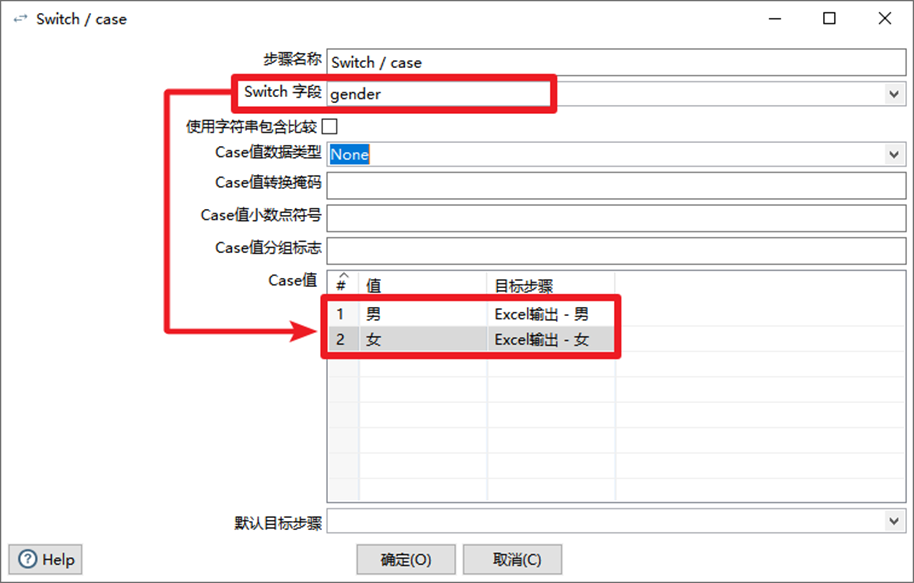 Switch / case
步骤名称 Switch / case
Switch 字段 gender
使用字符串包含比较
Case值数据类型 None
Case值转换掩码
Case值小数点符号
Case值分组标志
Case值 # 值 目标步骤
1 男 Excel输出 - 男
2 女 Excel输出 - 女
默认目标步骤
Help 确定(O) 取消(C)